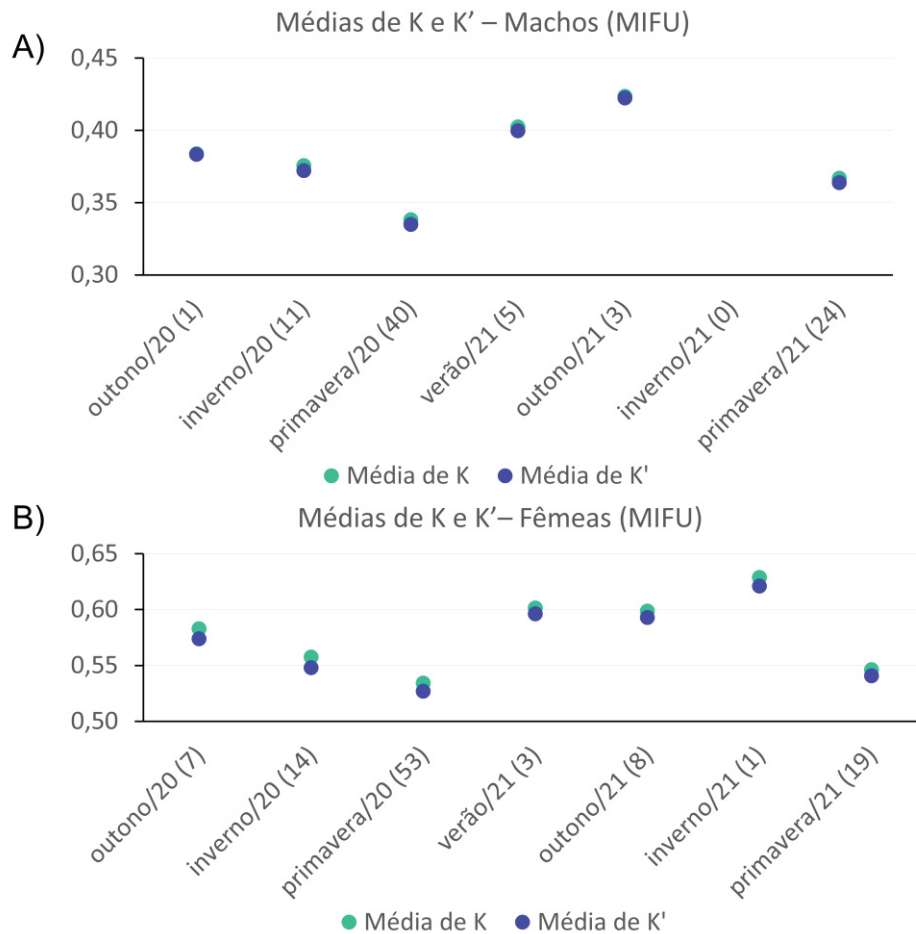 A)
Médias de K e K’ – Machos (MIFU)
0,45
0,40
0,35
0,30
outono/20 (1)
inverno/20 (11)
primavera/20 (40)
verão/21 (5)
outono/21 (3)
inverno/21 (0)
primavera/21 (24)
Média de K Média de K'
B)
Médias de K e K’– Fêmeas (MIFU)
0,65
0,60
0,55
0,50
outono/20 (7)
inverno/20 (14)
primavera/20 (53)
verão/21 (3)
outono/21 (8)
inverno/21 (1)
primavera/21 (19)
Média de K Média de K'